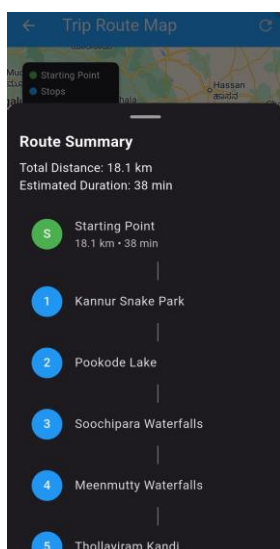 Trip Route Map
Starting Point
Stops
Hassan
ಹಾಸನ
Route Summary
Total Distance: 18.1 km
Estimated Duration: 38 min
S
Starting Point
18.1 km • 38 min
1
Kannur Snake Park
2
Pookode Lake
3
Soochipara Waterfalls
4
Meenmutty Waterfalls
5
Thollayiram Kandi